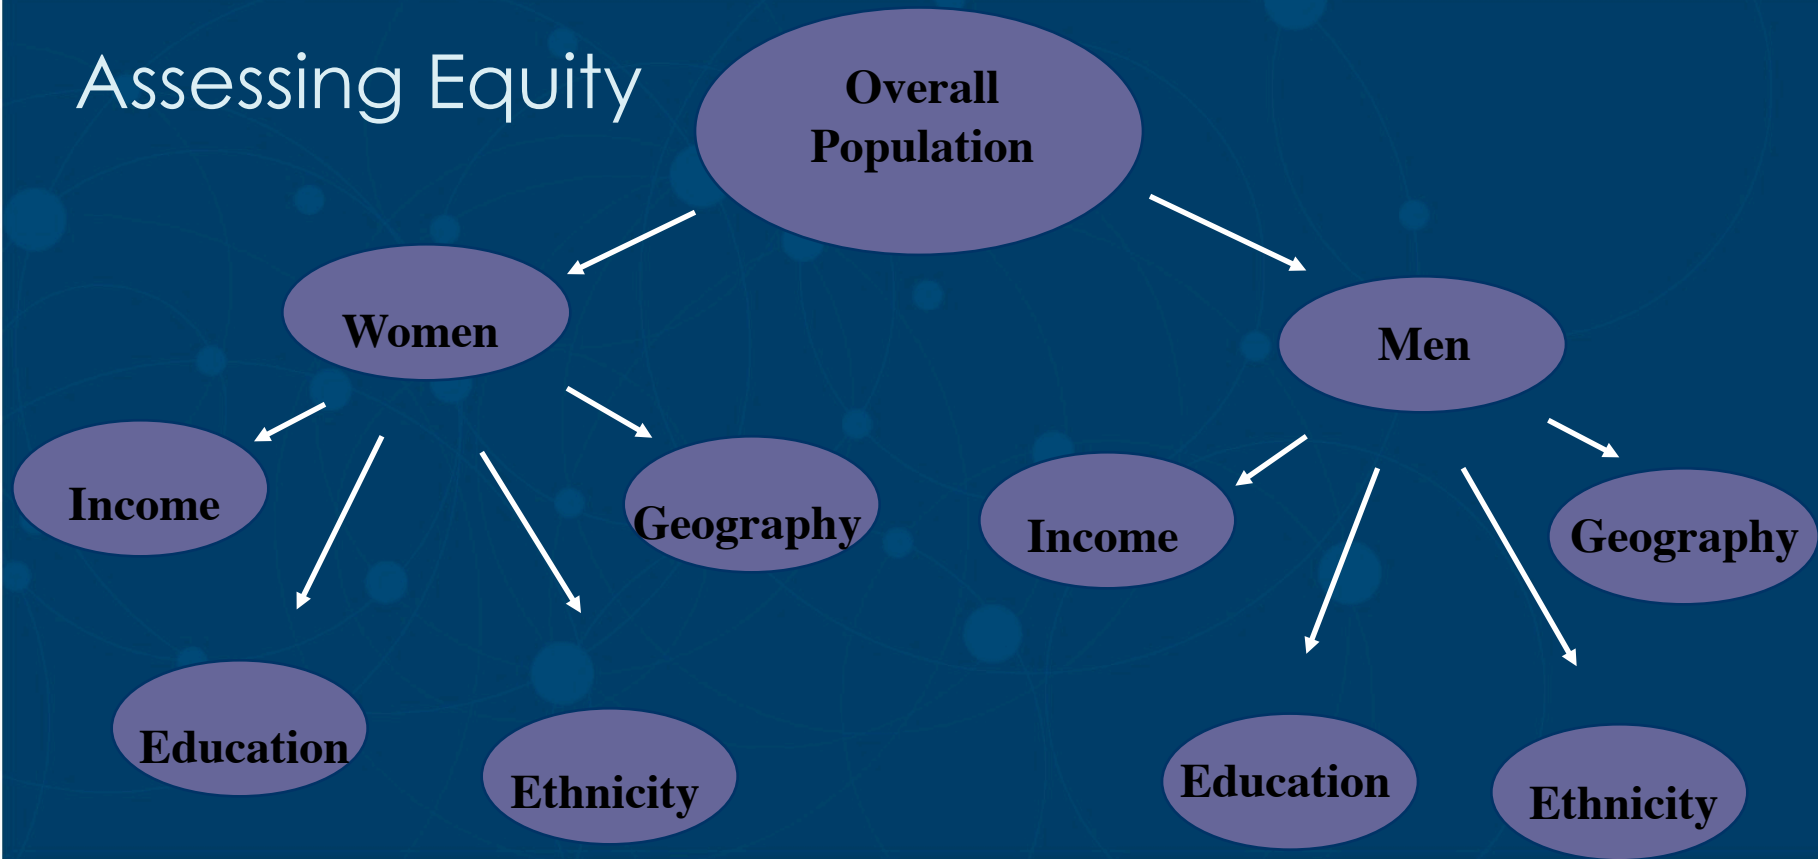 Assessing Equity
Overall
Population
Women
Men
Income
Geography
Income
Geography
Education
Ethnicity
Education
Ethnicity